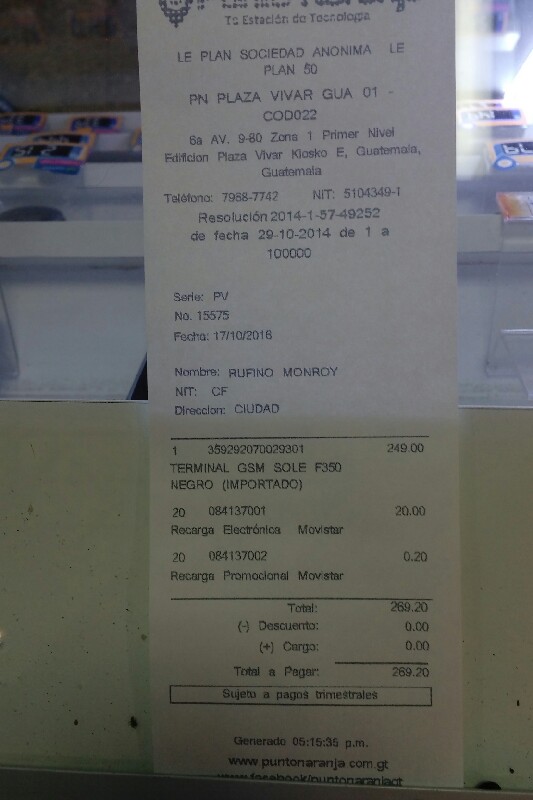 Tu Estación de Tecnología
LE PLAN SOCIEDAD ANONIMA LE
PLAN 50
PN PLAZA VIVAR GUA 01 -
COD022
6a AV. 9-60 Zona 1 Primer Nivel
Edificion Plaza Vivar Kiosko E, Guatemala,
Guatemala
Teléfono: 7968-7742 NIT: 5104349-1
Resolución 2014-1-57-49252
de fecha 29-10-2014 de 1 a
100000
Serie: PV
No. 15575
Fecha: 17/10/2016
Nombre: RUFINO MONROY
NIT: CF
Direccion: CIUDAD
1 359292070029301 249.00
TERMINAL GSM SOLE F350
NEGRO (IMPORTADO)
20 084137001 20.00
Recarga Electrónica Movistar
20 084137002 0.20
Recarga Promocional Movistar
Total: 269.20
(-) Descuento: 0.00
(+) Cargo: 0.00
Total a Pagar: 269.20
Sujeto a pagos trimestrales
Generado 05:15:35 p.m.
www.puntonaranja.com.gt
www.facebook/puntonaranjagt